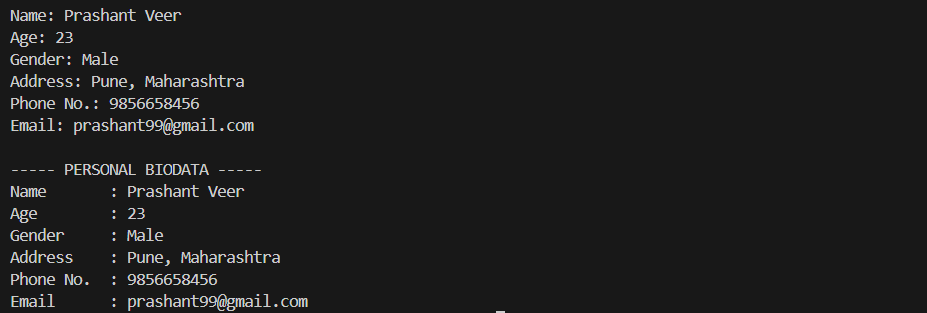 Name: Prashant Veer
Age: 23
Gender: Male
Address: Pune, Maharashtra
Phone No.: 9856658456
Email: prashant99@gmail.com

----- PERSONAL BIODATA -----
Name       : Prashant Veer
Age        : 23
Gender     : Male
Address    : Pune, Maharashtra
Phone No.  : 9856658456
Email      : prashant99@gmail.com